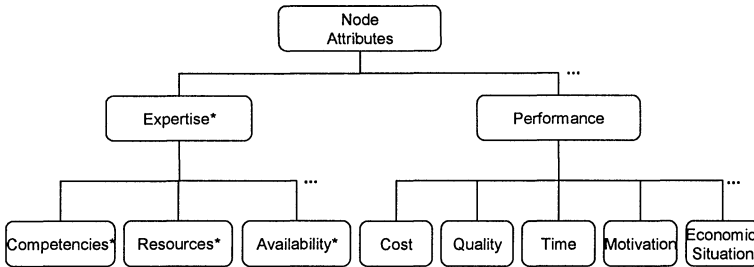 Node
Attributes
...
Expertise*
Performance
...
...
Competencies*
Resources*
Availability*
Cost
Quality
Time
Motivation
Economic
Situation